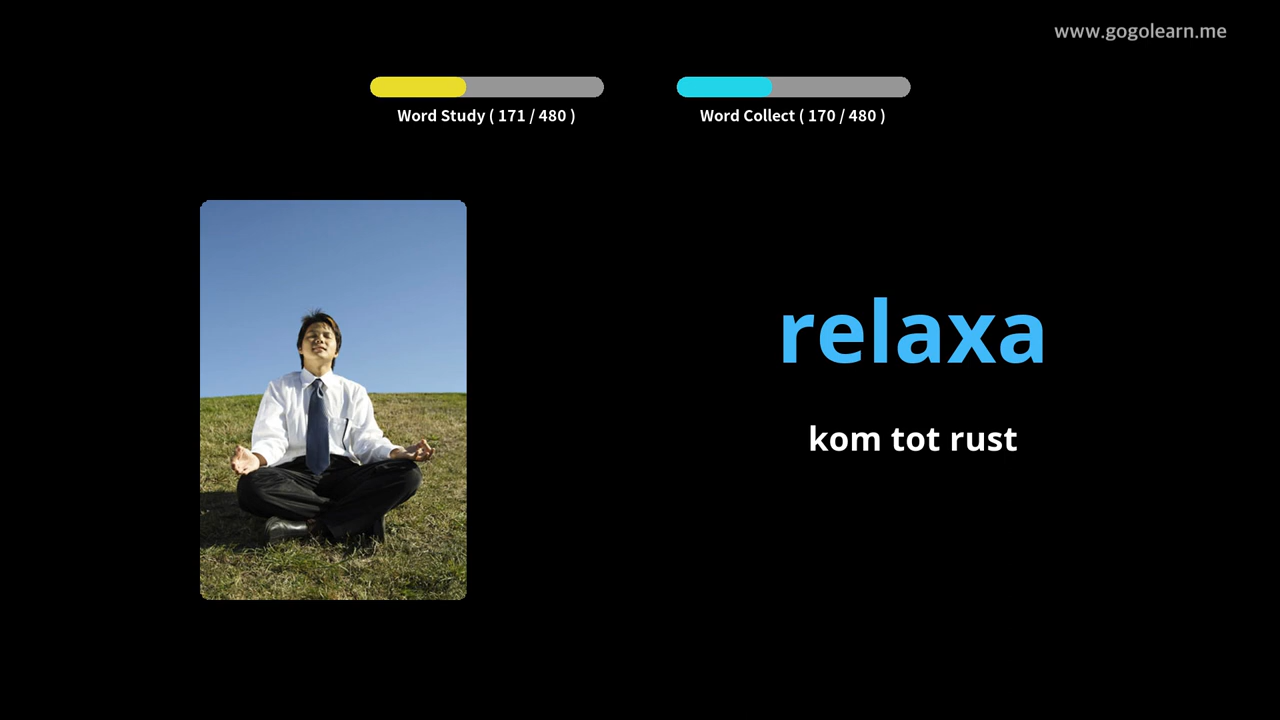 www.gogolearn.me
Word Study ( 171 / 480 )
Word Collect ( 170 / 480 )
relaxa
kom tot rust